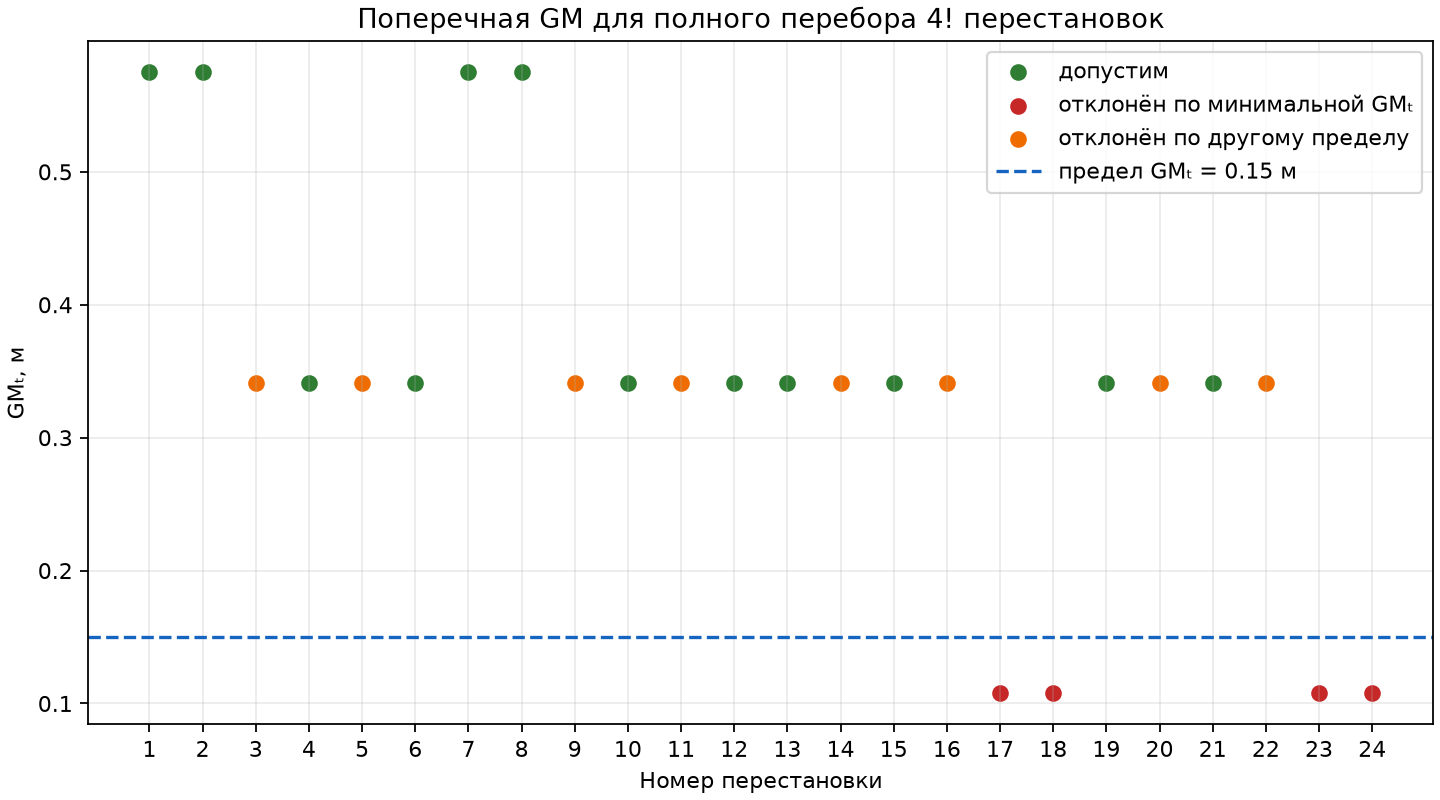 Поперечная GM для полного перебора 4! перестановок
допустим
отклонён по минимальной GMₜ
отклонён по другому пределу
предел GMₜ = 0.15 м
GMₜ, м
0.5
0.4
0.3
0.2
0.1
1 2 3 4 5 6 7 8 9 10 11 12 13 14 15 16 17 18 19 20 21 22 23 24
Номер перестановки